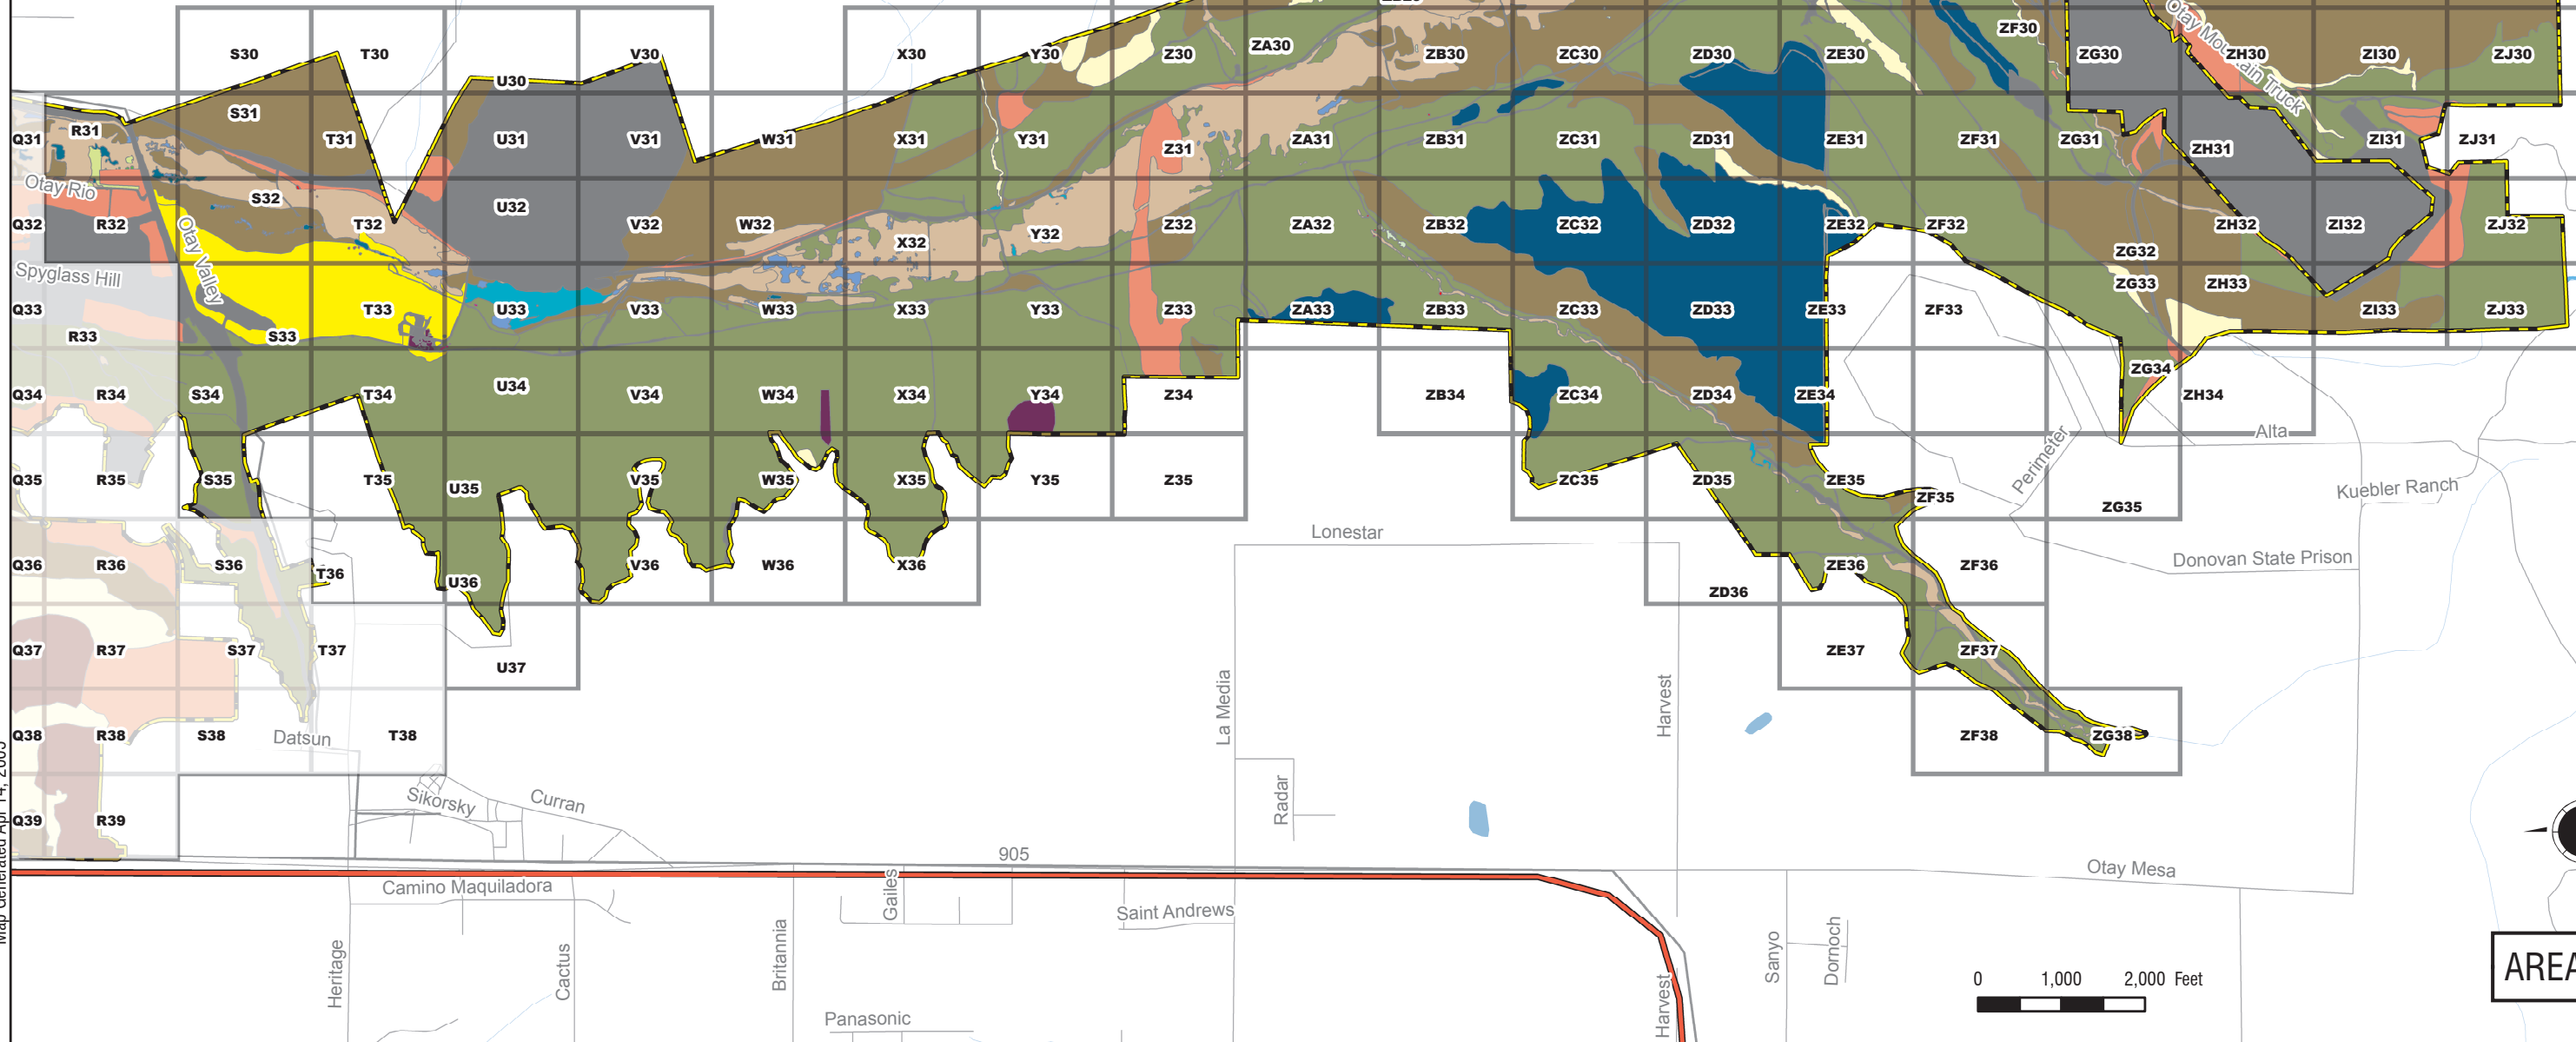 S30
T30
V30
X30
Y30
Z30
ZA30
ZB30
ZC30
ZD30
ZE30
ZF30
ZG30
ZH30
ZI30
ZJ30
U30
S31
Q31
R31
T31
U31
V31
W31
X31
Y31
Z31
ZA31
ZB31
ZC31
ZD31
ZE31
ZF31
ZG31
ZH31
ZI31
ZJ31
Otay Rio
Otay Valley
S32
Q32
R32
T32
U32
V32
W32
X32
Y32
Z32
ZA32
ZB32
ZC32
ZD32
ZE32
ZF32
ZG32
ZH32
ZI32
ZJ32
Spyglass Hill
Q33
R33
S33
T33
U33
V33
W33
X33
Y33
Z33
ZA33
ZB33
ZC33
ZD33
ZE33
ZF33
ZG33
ZH33
ZI33
ZJ33
Q34
R34
S34
T34
U34
V34
W34
X34
Y34
Z34
ZB34
ZC34
ZD34
ZE34
ZG34
ZH34
Alta
Perimeter
Kuebler Ranch
Q35
R35
S35
T35
U35
V35
W35
X35
Y35
Z35
ZC35
ZD35
ZE35
ZF35
ZG35
Lonestar
Donovan State Prison
Q36
R36
S36
T36
U36
V36
W36
X36
ZD36
ZE36
ZF36
Q37
R37
S37
T37
U37
ZE37
ZF37
La Media
Harvest
Q38
R38
S38
Datsun
T38
ZF38
ZG38
Sikorsky
Curran
Radar
Q39
R39
905
Otay Mesa
Camino Maquiladora
Gailes
Saint Andrews
Heritage
Cactus
Britannia
Harvest
Sanyo
Dornoch
Panasonic
0 1,000 2,000 Feet